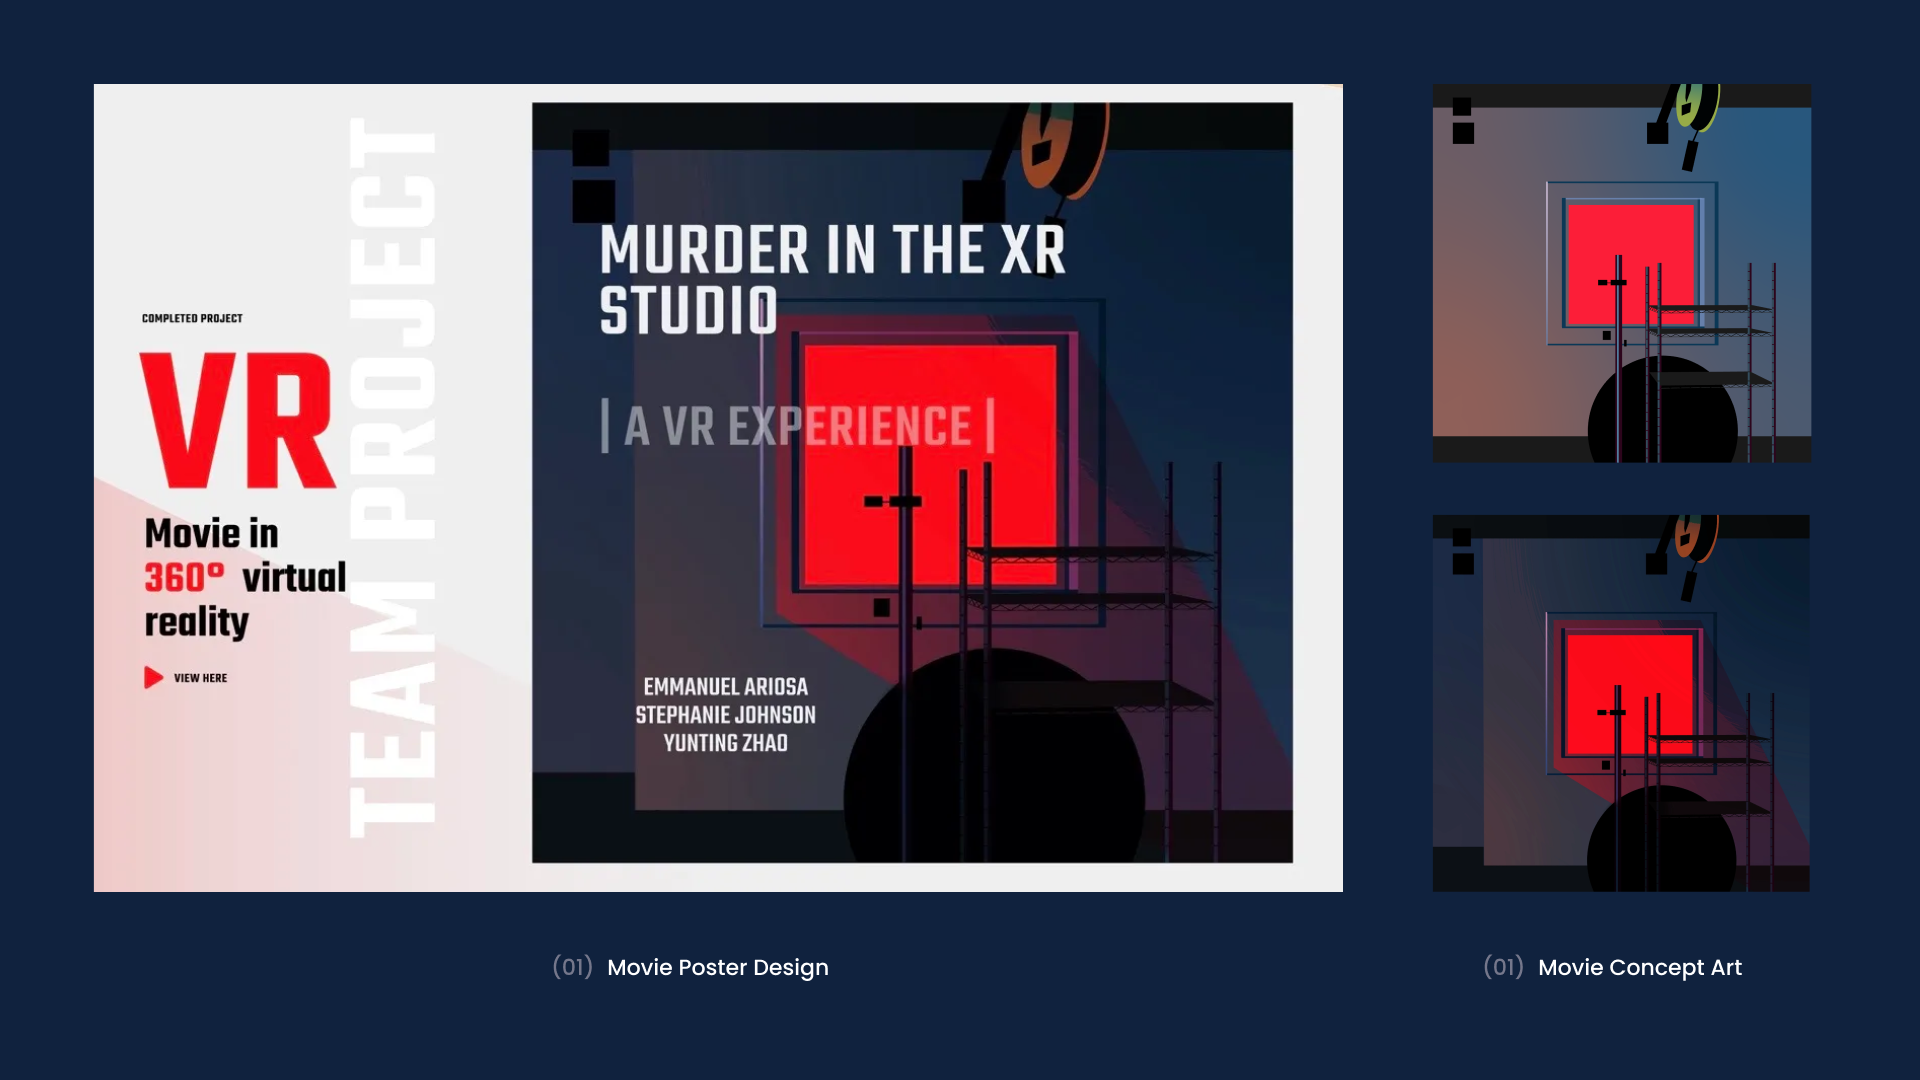 COMPLETED PROJECT
VR
Movie in
360° virtual
reality
VIEW HERE
TEAM PROJECT
MURDER IN THE XR
STUDIO
| A VR EXPERIENCE |
EMMANUEL ARIOSA
STEPHANIE JOHNSON
YUNTING ZHAO
(01) Movie Poster Design
(01) Movie Concept Art